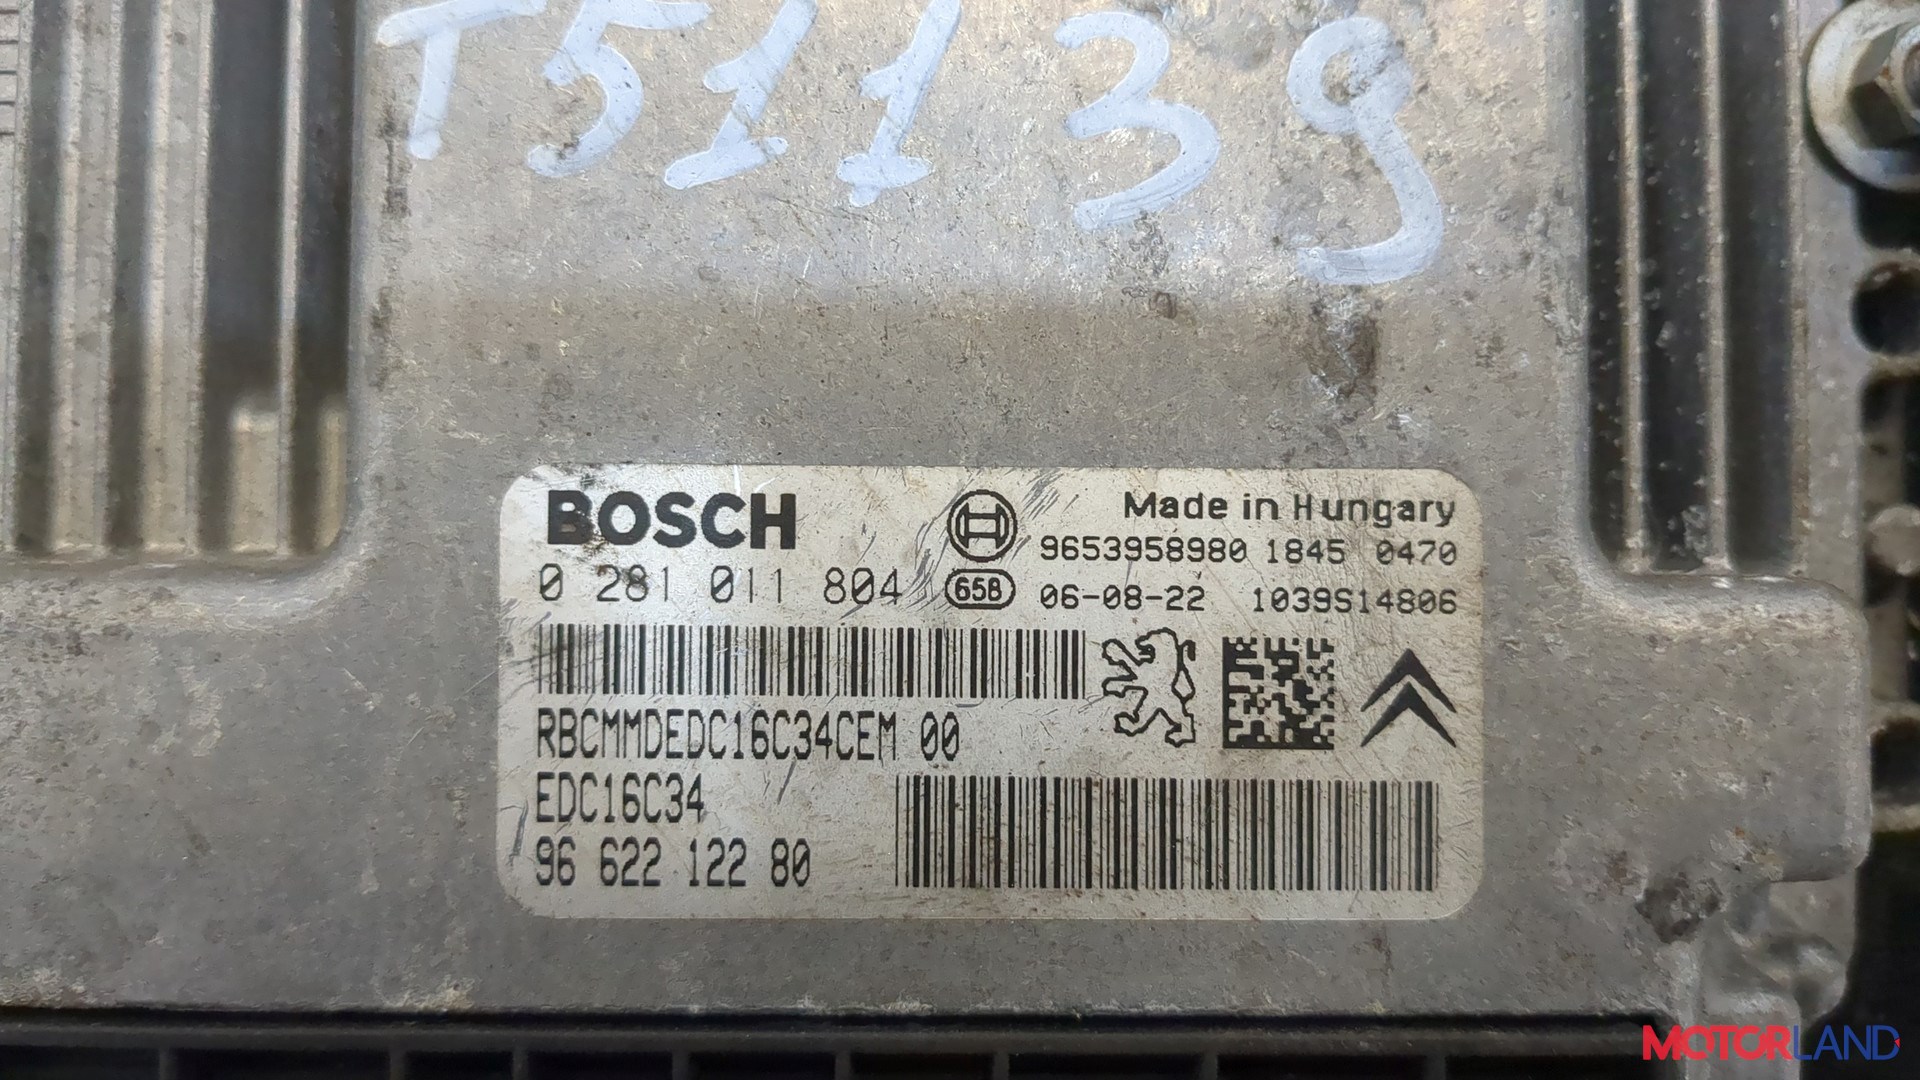 T51139
BOSCH
Made in Hungary
9653958980 1845 0470
0 281 011 804
65B
06-08-22 1039S14806
RBCMMDEDC16C34CEM 00
EDC16C34
96 622 122 80
MOTORLAND